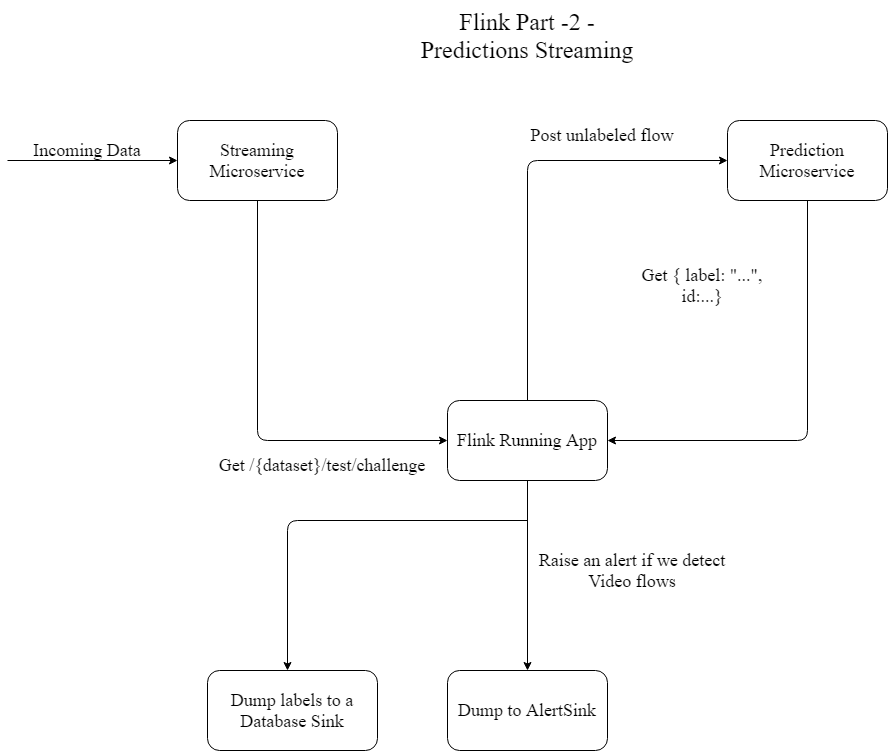 Flink Part -2 -
Predictions Streaming
Incoming Data
Streaming
Microservice
Post unlabeled flow
Prediction
Microservice
Get { label: "...",
id:...}
Flink Running App
Get /{dataset}/test/challenge
Raise an alert if we detect
Video flows
Dump labels to a
Database Sink
Dump to AlertSink